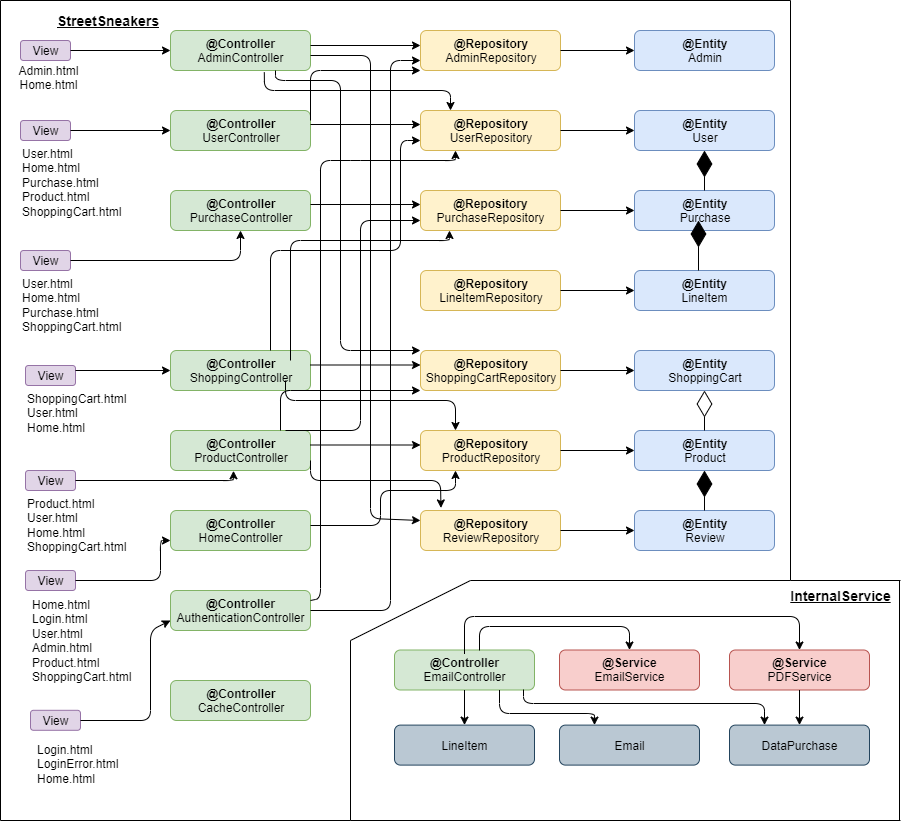 StreetSneakers
View
Admin.html
Home.html
@Controller
AdminController
@Repository
AdminRepository
@Entity
Admin
View
User.html
Home.html
Purchase.html
Product.html
ShoppingCart.html
@Controller
UserController
@Repository
UserRepository
@Entity
User
@Controller
PurchaseController
@Repository
PurchaseRepository
@Entity
Purchase
View
User.html
Home.html
Purchase.html
ShoppingCart.html
@Repository
LineItemRepository
@Entity
LineItem
View
ShoppingCart.html
User.html
Home.html
@Controller
ShoppingController
@Repository
ShoppingCartRepository
@Entity
ShoppingCart
@Controller
ProductController
@Repository
ProductRepository
@Entity
Product
View
Product.html
User.html
Home.html
ShoppingCart.html
@Controller
HomeController
@Repository
ReviewRepository
@Entity
Review
View
Home.html
Login.html
User.html
Admin.html
Product.html
ShoppingCart.html
@Controller
AuthenticationController
@Controller
CacheController
View
Login.html
LoginError.html
Home.html
InternalService
@Controller
EmailController
@Service
EmailService
@Service
PDFService
LineItem
Email
DataPurchase